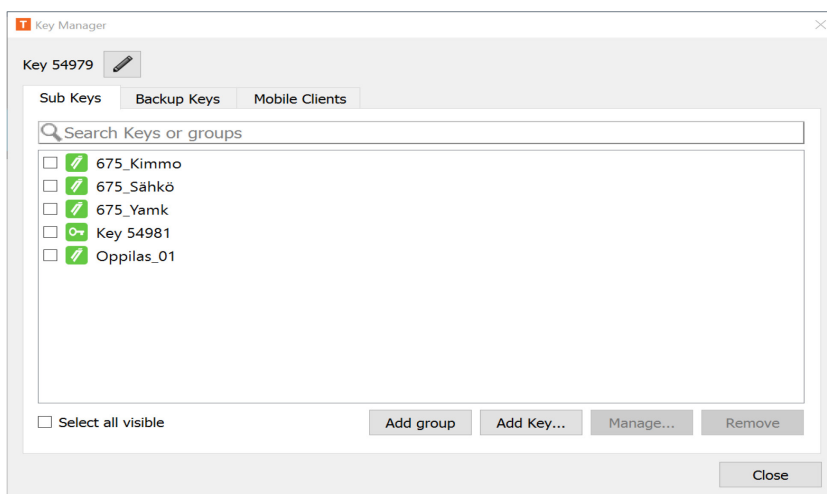 T Key Manager
Key 54979
Sub Keys Backup Keys Mobile Clients
Search Keys or groups
675_Kimmo
675_Sähkö
675_Yamk
Key 54981
Oppilas_01
Select all visible Add group Add Key... Manage... Remove
Close